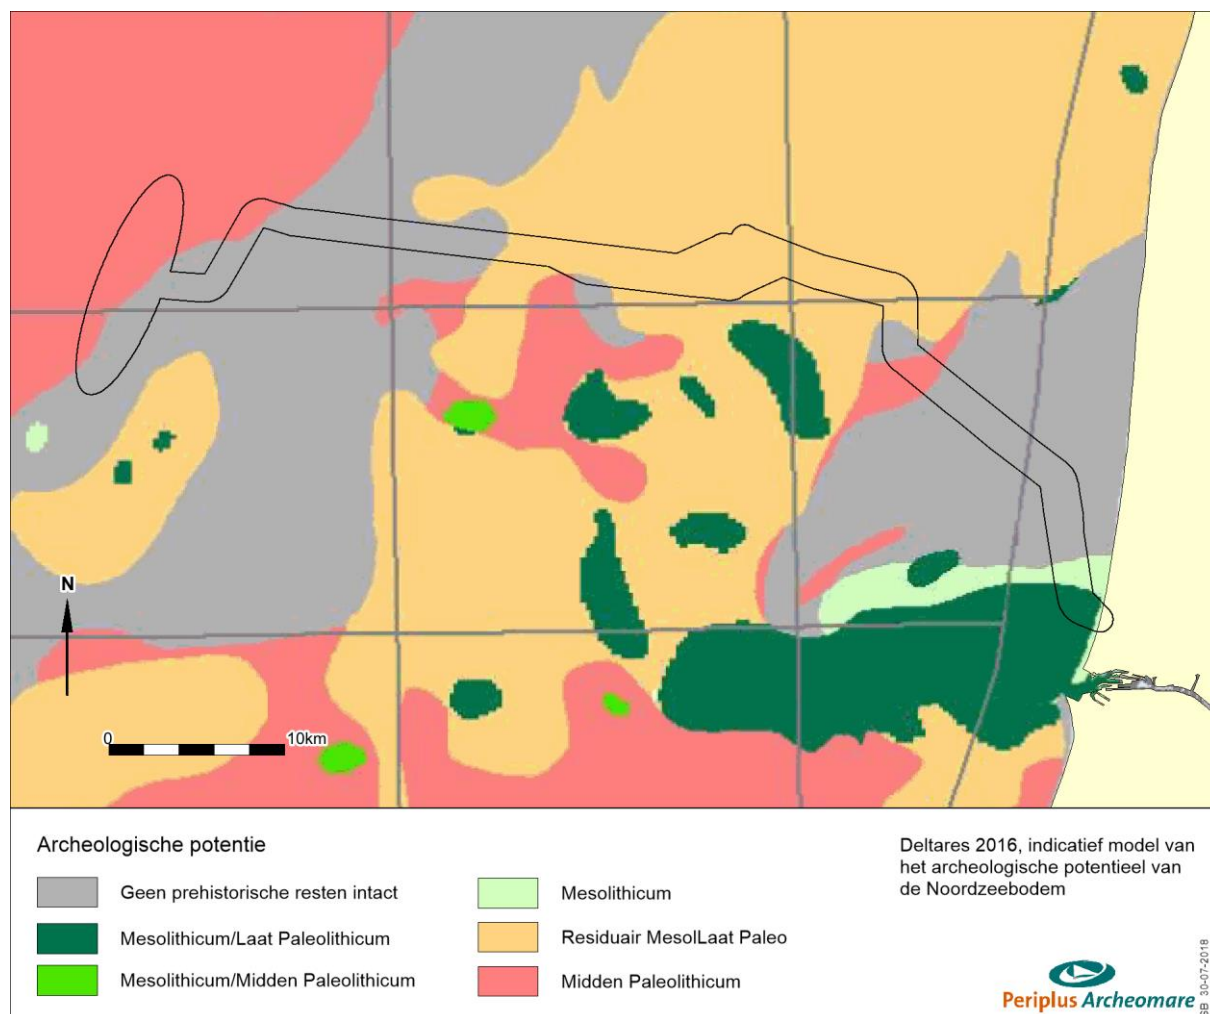 N
0 10km
Archeologische potentie
Geen prehistorische resten intact
Mesolithicum/Laat Paleolithicum
Mesolithicum/Midden Paleolithicum
Mesolithicum
Residuair MesolLaat Paleo
Midden Paleolithicum
Deltares 2016, indicatief model van
het archeologische potentieel van
de Noordzeebodem
Periplus Archeomare
SB 30-07-2018